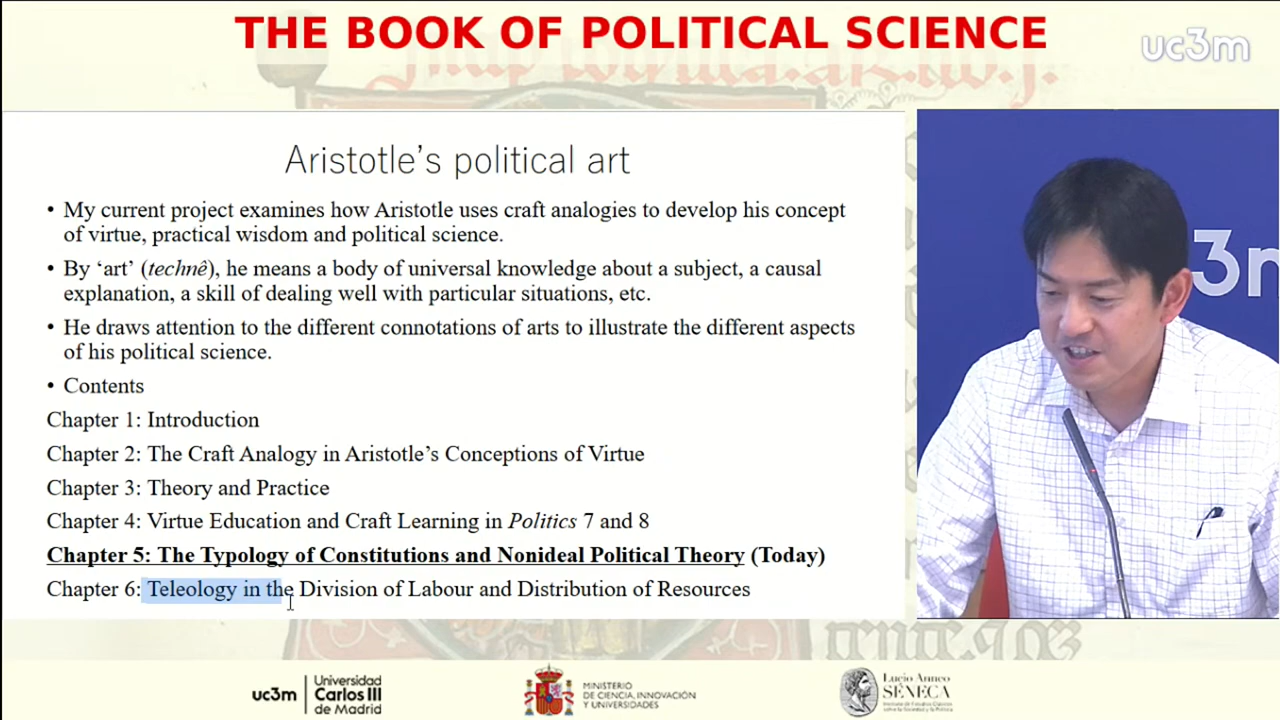 THE BOOK OF POLITICAL SCIENCE
uc3m
Aristotle's political art
• My current project examines how Aristotle uses craft analogies to develop his concept
of virtue, practical wisdom and political science.
• By ‘art’ (technê), he means a body of universal knowledge about a subject, a causal
explanation, a skill of dealing well with particular situations, etc.
• He draws attention to the different connotations of arts to illustrate the different aspects
of his political science.
• Contents
Chapter 1: Introduction
Chapter 2: The Craft Analogy in Aristotle’s Conceptions of Virtue
Chapter 3: Theory and Practice
Chapter 4: Virtue Education and Craft Learning in Politics 7 and 8
Chapter 5: The Typology of Constitutions and Nonideal Political Theory (Today)
Chapter 6: Teleology in the Division of Labour and Distribution of Resources
3m
uc3m
Universidad
Carlos III
de Madrid
MINISTERIO
DE CIENCIA, INNOVACIÓN
Y UNIVERSIDADES
Lucio Anneo
SÉNECA